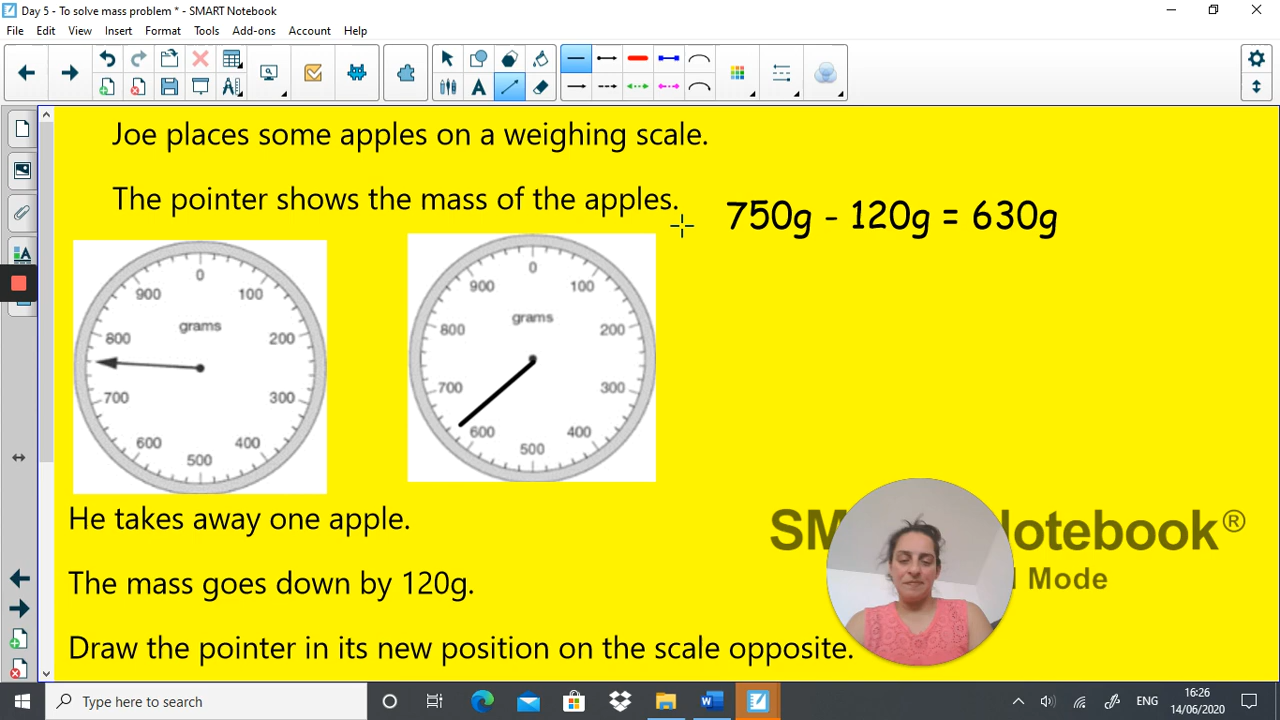 Day 5 - To solve mass problem * - SMART Notebook
File Edit View Insert Format Tools Add-ons Account Help
Joe places some apples on a weighing scale.
The pointer shows the mass of the apples.
750g - 120g = 630g
0
100
200
300
400
500
600
700
800
900
grams
0
100
200
300
400
500
600
700
800
900
grams
He takes away one apple.
The mass goes down by 120g.
Draw the pointer in its new position on the scale opposite.
SM
otebook®
Mode
Type here to search
ENG
16:26
14/06/2020